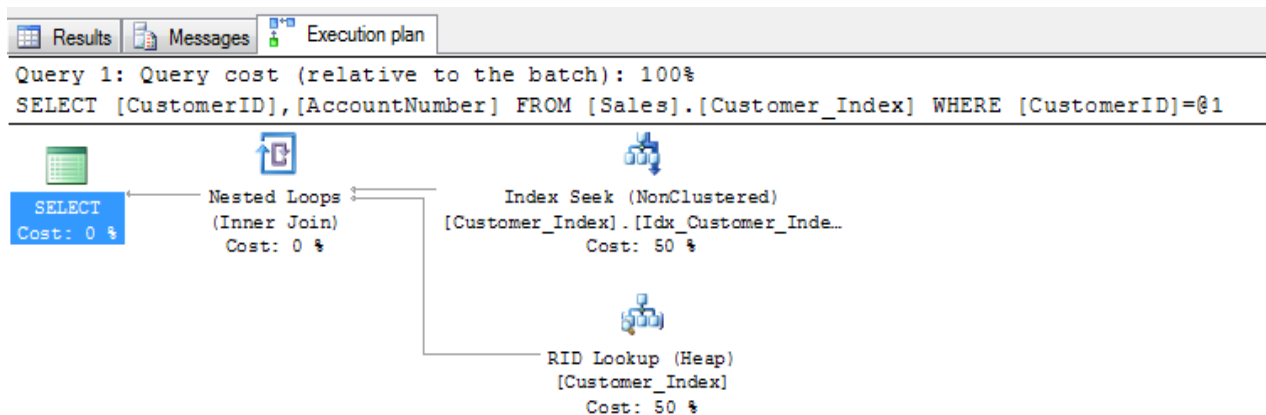 Results Messages Execution plan
Query 1: Query cost (relative to the batch): 100%
SELECT [CustomerID],[AccountNumber] FROM [Sales].[Customer_Index] WHERE [CustomerID]=@1
SELECT
Cost: 0 %
Nested Loops
(Inner Join)
Cost: 0 %
Index Seek (NonClustered)
[Customer_Index].[Idx_Customer_Inde…
Cost: 50 %
RID Lookup (Heap)
[Customer_Index]
Cost: 50 %